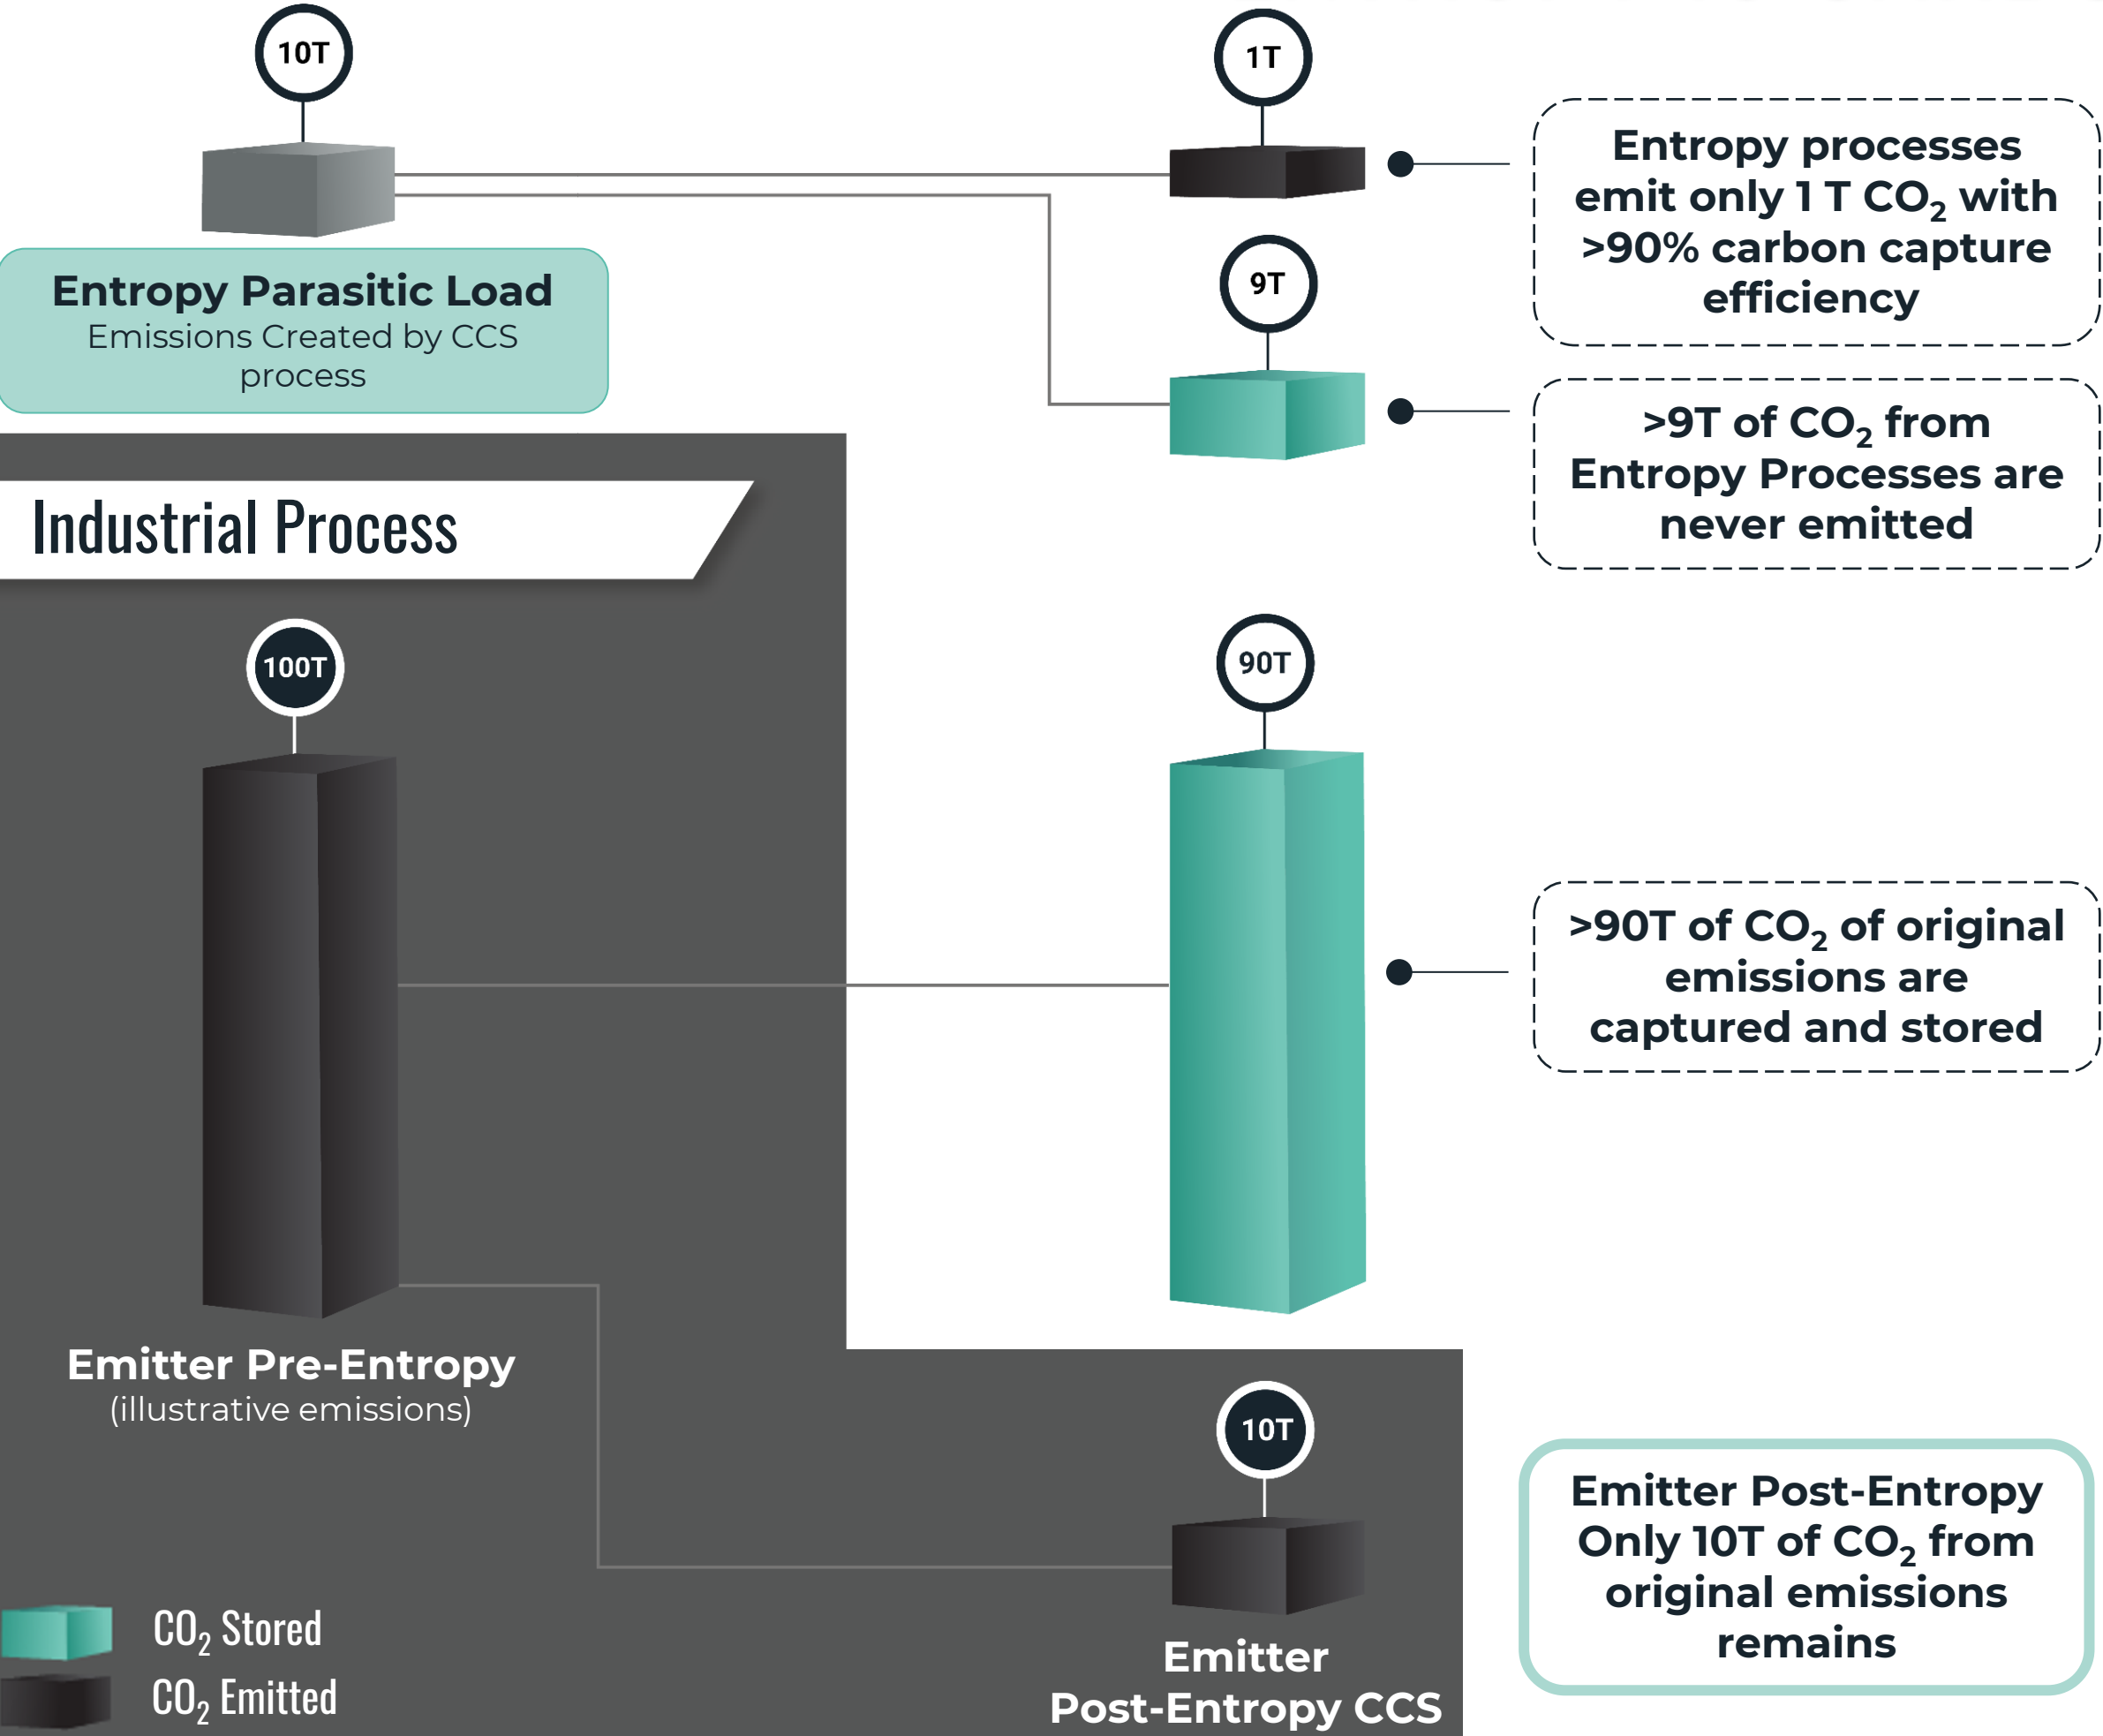 10T
1T
Entropy processes
emit only 1 T CO₂ with
>90% carbon capture
efficiency
9T
Entropy Parasitic Load
Emissions Created by CCS
process
>9T of CO₂ from
Entropy Processes are
never emitted
Industrial Process
100T
90T
>90T of CO₂ of original
emissions are
captured and stored
Emitter Pre-Entropy
(illustrative emissions)
10T
Emitter Post-Entropy
Only 10T of CO₂ from
original emissions
remains
CO₂ Stored
CO₂ Emitted
Emitter
Post-Entropy CCS